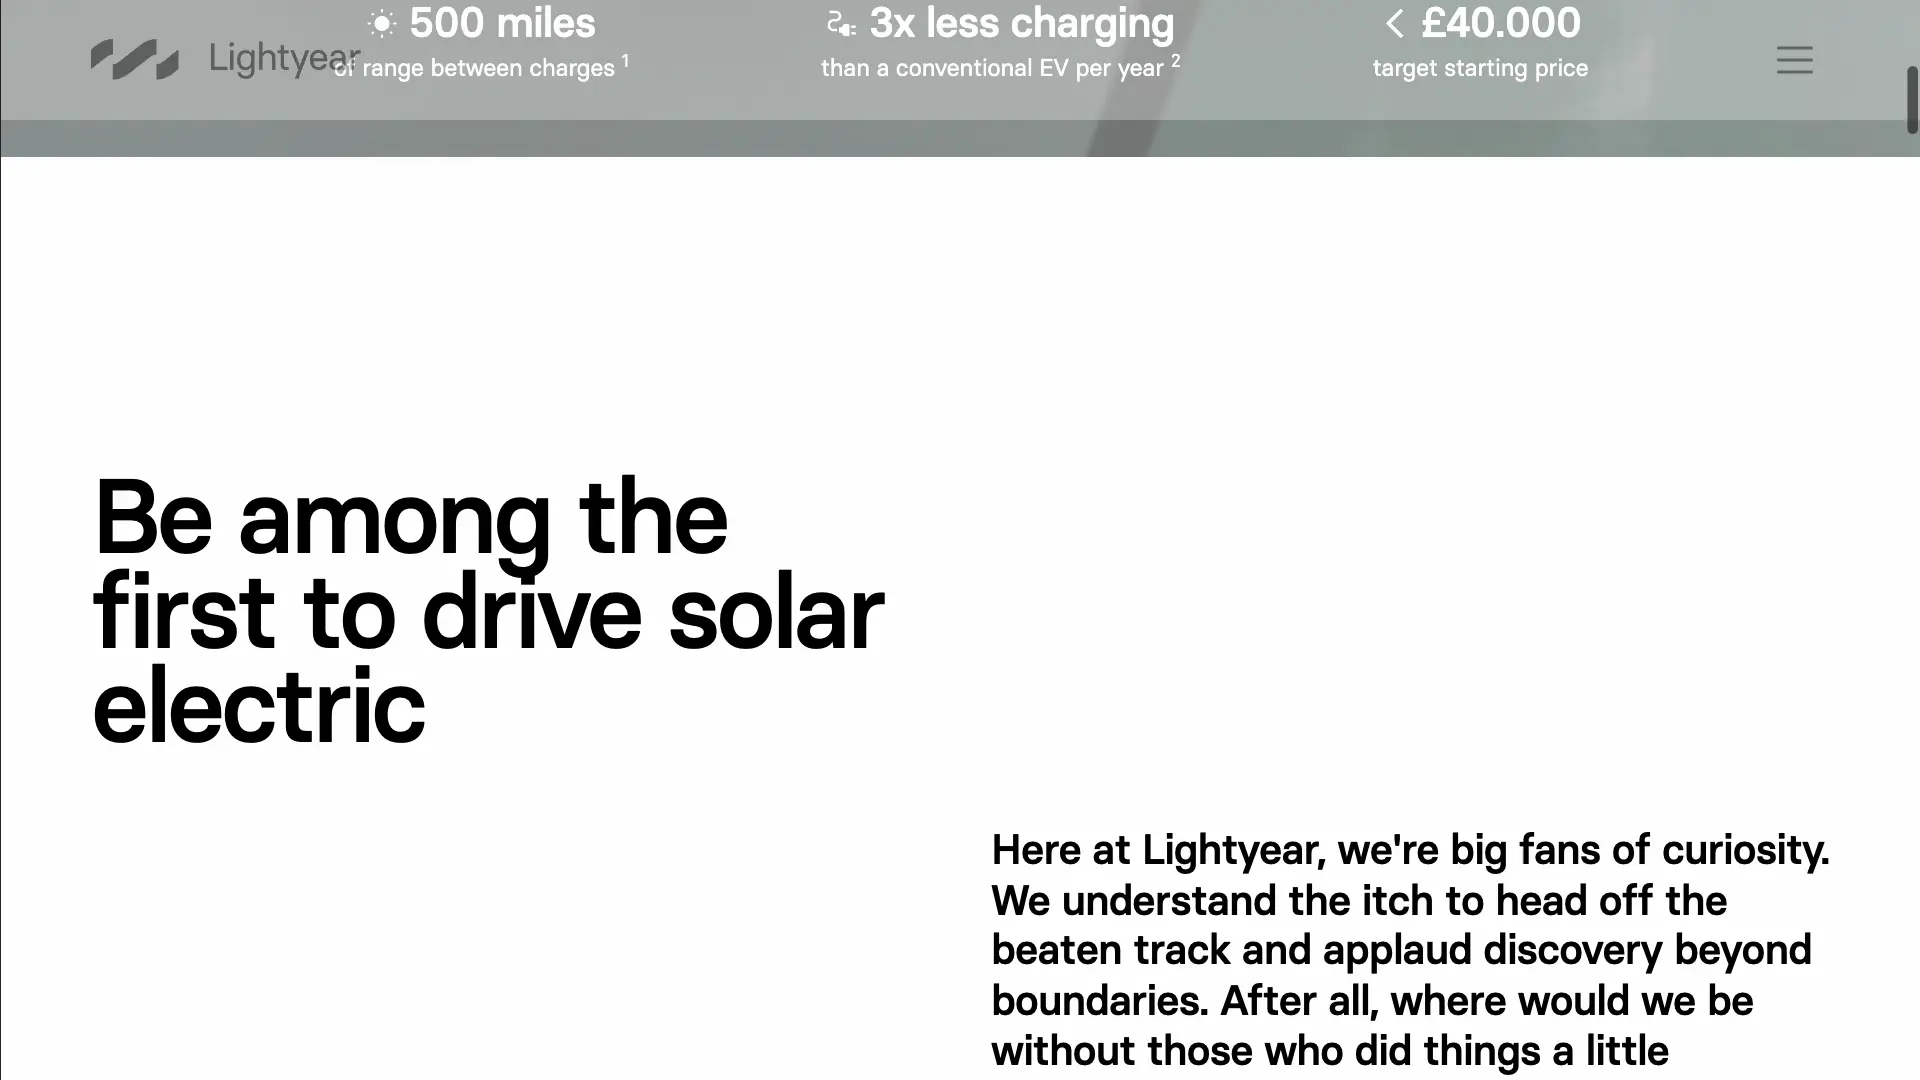 500 miles
of range between charges 1
3x less charging
than a conventional EV per year 2
< £40.000
target starting price
Lightyear
Be among the
first to drive solar
electric
Here at Lightyear, we're big fans of curiosity.
We understand the itch to head off the
beaten track and applaud discovery beyond
boundaries. After all, where would we be
without those who did things a little